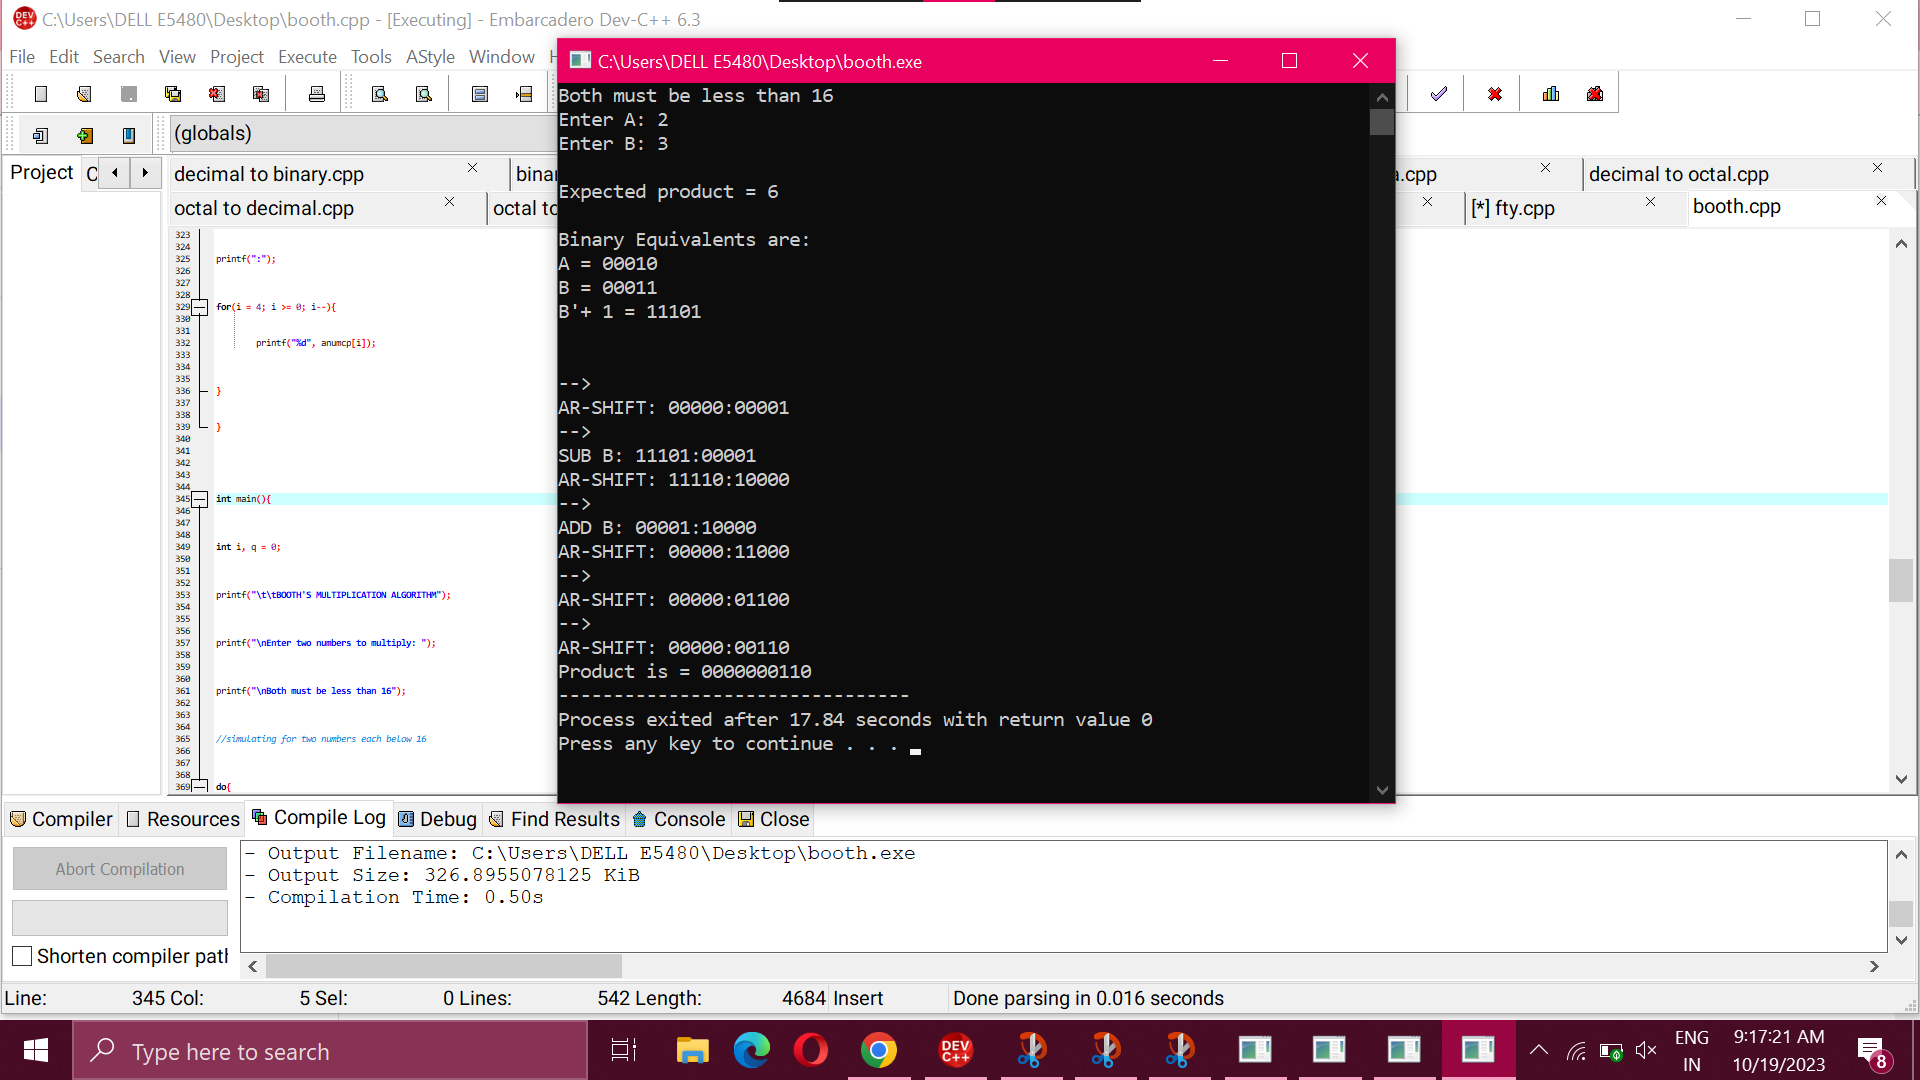 C:\Users\DELL E5480\Desktop\booth.cpp - [Executing] - Embarcadero Dev-C++ 6.3
File Edit Search View Project Execute Tools AStyle Window
C:\Users\DELL E5480\Desktop\booth.exe
(globals)
Project
decimal to binary.cpp
decimal to octal.cpp
octal to decimal.cpp
[*] fty.cpp
booth.cpp
323
324
325 printf(":");
326
327
328
329 for(i = 4; i >= 0; i--){
330
331
332 printf("%d", anumcp[i]);
333
334
335
336 }
337
338
339 }
340
341
342
343
344
345 int main(){
346
347
348
349 int i, q = 0;
350
351
352
353 printf("\t\tBOOTH'S MULTIPLICATION ALGORITHM");
354
355
356
357 printf("\nEnter two numbers to multiply: ");
358
359
360
361 printf("\nBoth must be less than 16");
362
363
364
365 //simulating for two numbers each below 16
366
367
368
369 do{
Both must be less than 16
Enter A: 2
Enter B: 3
Expected product = 6
Binary Equivalents are:
A = 00010
B = 00011
B'+ 1 = 11101
-->
AR-SHIFT: 00000:00001
-->
SUB B: 11101:00001
AR-SHIFT: 11110:10000
-->
ADD B: 00001:10000
AR-SHIFT: 00000:11000
-->
AR-SHIFT: 00000:01100
-->
AR-SHIFT: 00000:00110
Product is = 0000000110
--------------------------------
Process exited after 17.84 seconds with return value 0
Press any key to continue . . .
Compiler Resources Compile Log Debug Find Results Console Close
Abort Compilation
- Output Filename: C:\Users\DELL E5480\Desktop\booth.exe
- Output Size: 326.8955078125 KiB
- Compilation Time: 0.50s
Shorten compiler pat
Line: 345 Col: 5 Sel: 0 Lines: 542 Length: 4684 Insert Done parsing in 0.016 seconds
Type here to search
DEV C++
ENG
IN
9:17:21 AM
10/19/2023
8